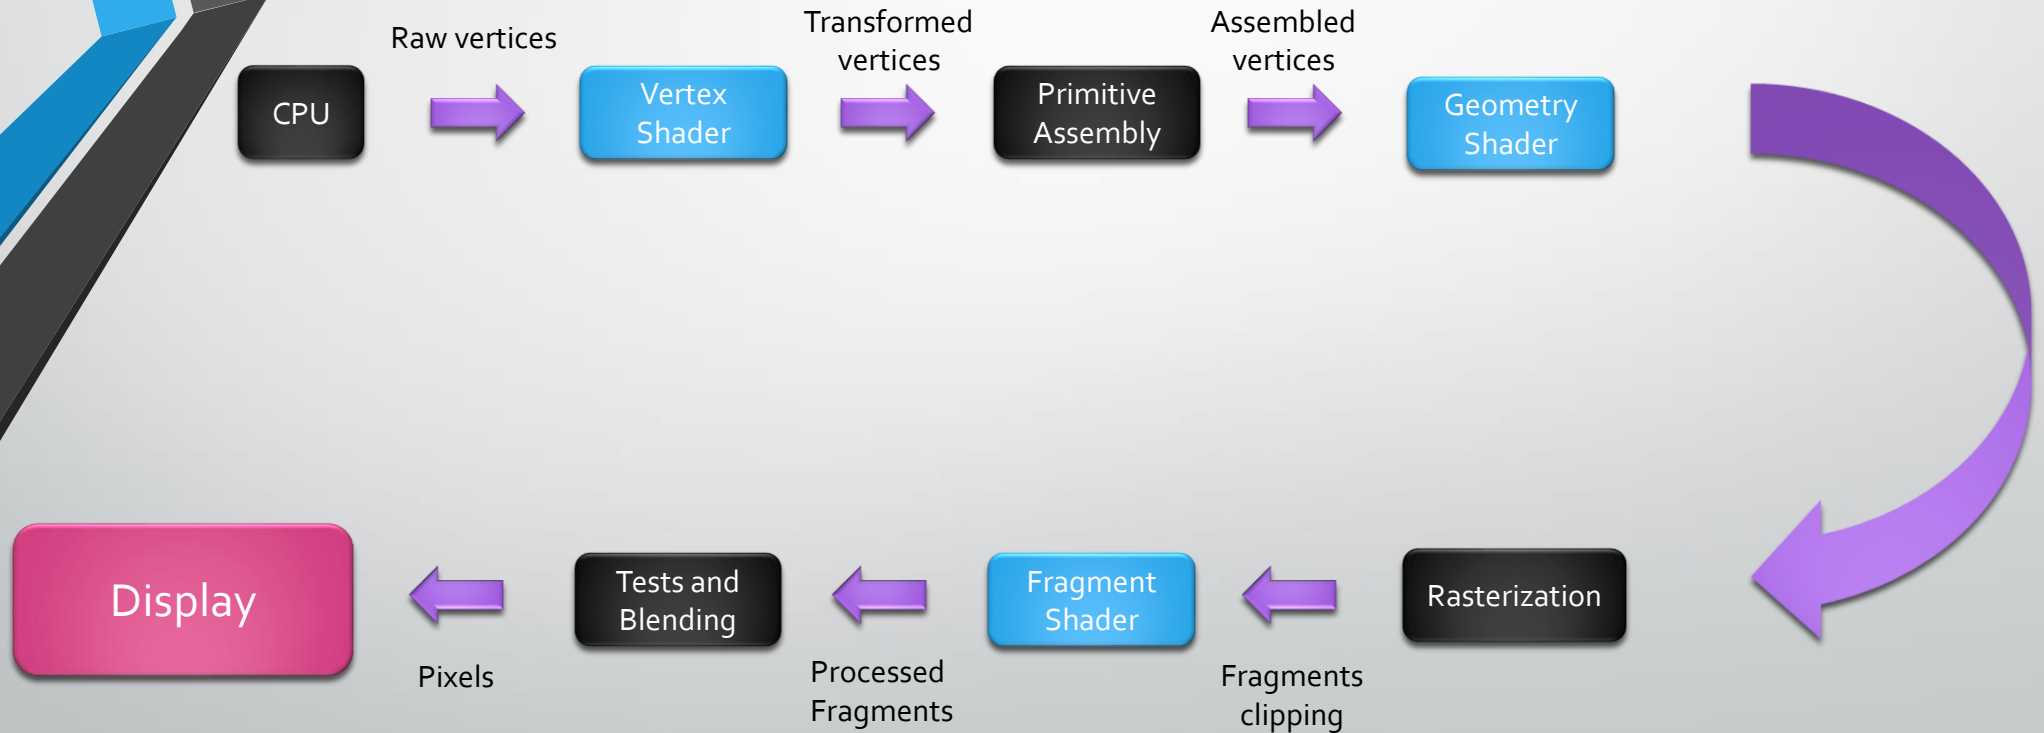 CPU
Raw vertices
Vertex
Shader
Transformed
vertices
Primitive
Assembly
Assembled
vertices
Geometry
Shader
Rasterization
Fragments
clipping
Fragment
Shader
Processed
Fragments
Tests and
Blending
Pixels
Display